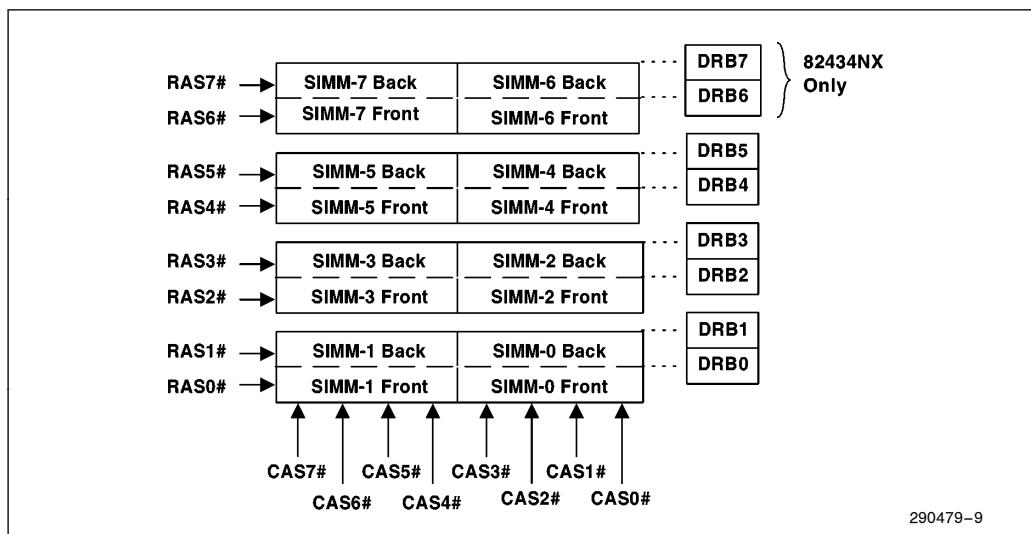 DRB7
82434NX
RAS7# SIMM-7 Back SIMM-6 Back
DRB6
Only
RAS6# SIMM-7 Front SIMM-6 Front
DRB5
RAS5# SIMM-5 Back SIMM-4 Back
DRB4
RAS4# SIMM-5 Front SIMM-4 Front
DRB3
RAS3# SIMM-3 Back SIMM-2 Back
DRB2
RAS2# SIMM-3 Front SIMM-2 Front
DRB1
RAS1# SIMM-1 Back SIMM-0 Back
DRB0
RAS0# SIMM-1 Front SIMM-0 Front
CAS7# CAS5# CAS3# CAS1#
CAS6# CAS4# CAS2# CAS0#
290479-9